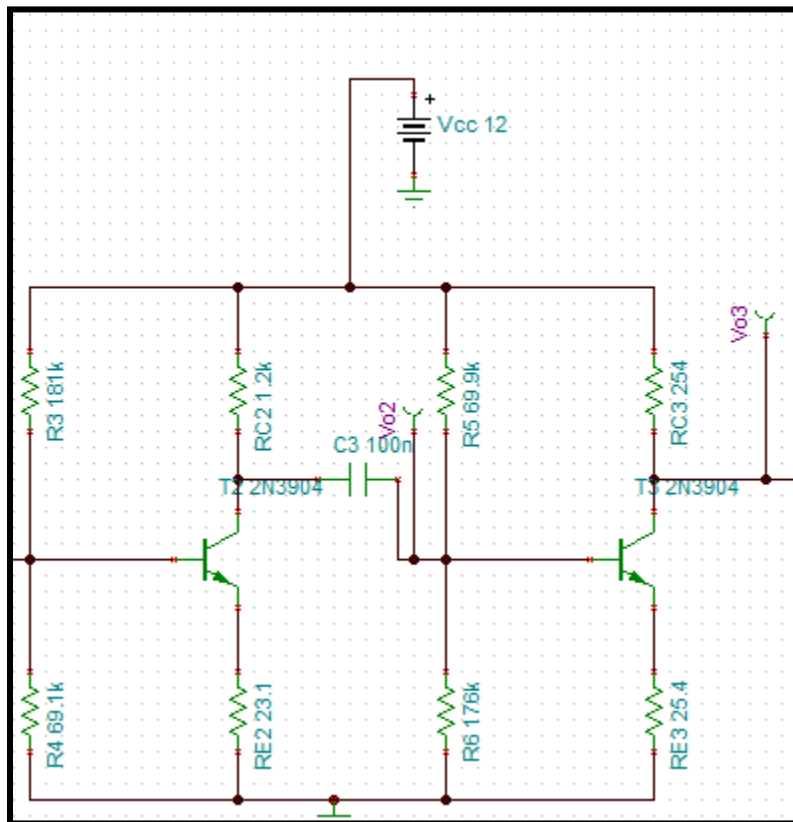 +
Vcc 12
R3 181k
RC2 1.2k
Vo2
R5 69.9k
RC3 254
Vo3
C3 100n
T2 2N3904
T3 2N3904
R4 69.1k
RE2 23.1
R6 176k
RE3 25.4